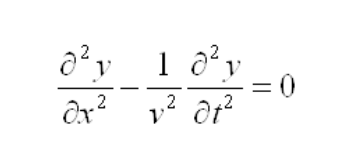 ∂²y/∂x² − 1/v² ∂²y/∂t² = 0